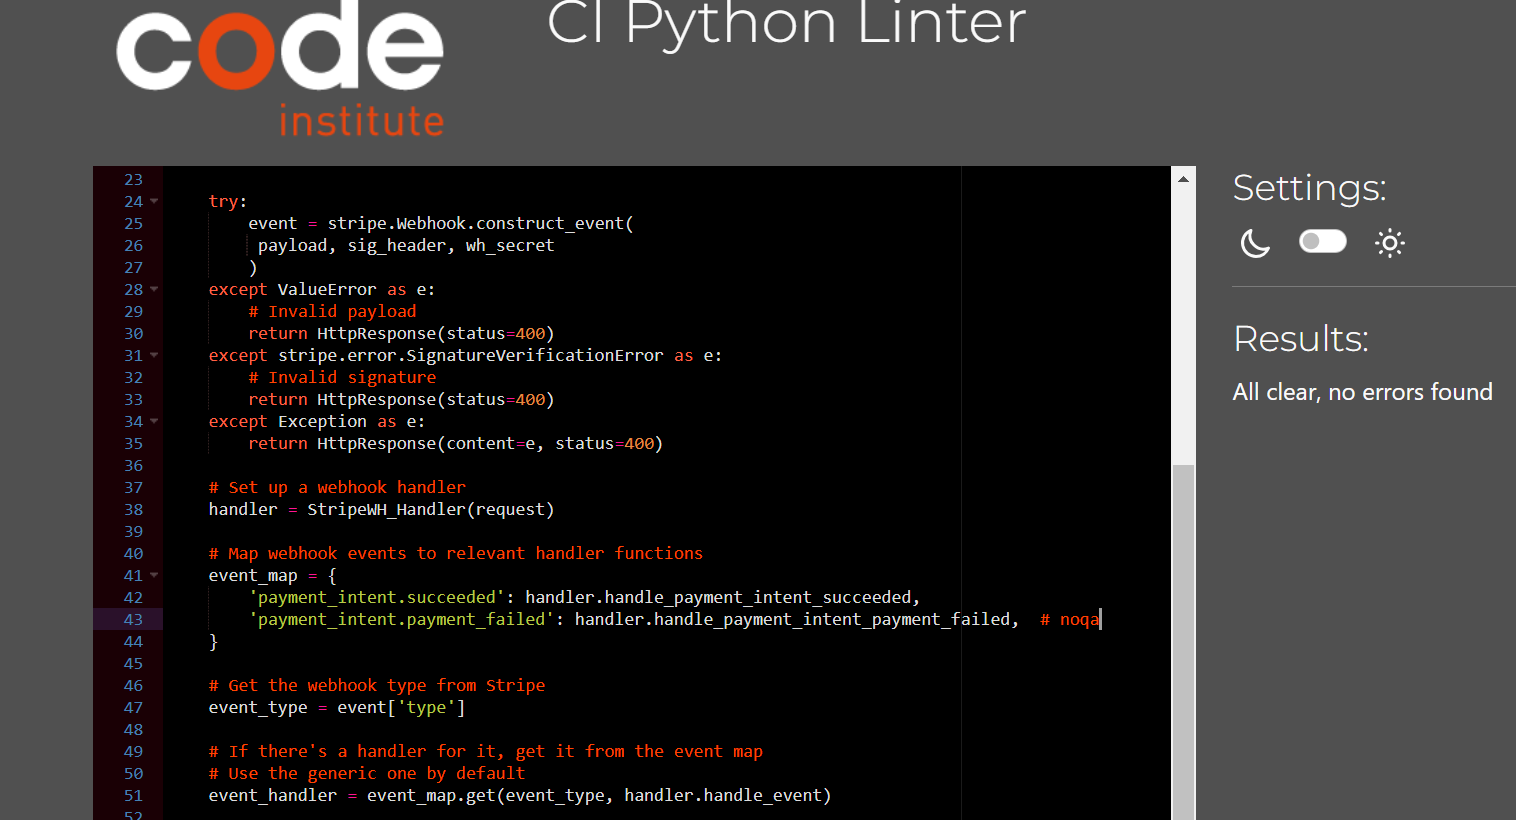 code
institute
CI Python Linter
23
24 try:
25 event = stripe.Webhook.construct_event(
26 payload, sig_header, wh_secret
27 )
28 except ValueError as e:
29 # Invalid payload
30 return HttpResponse(status=400)
31 except stripe.error.SignatureVerificationError as e:
32 # Invalid signature
33 return HttpResponse(status=400)
34 except Exception as e:
35 return HttpResponse(content=e, status=400)
36
37 # Set up a webhook handler
38 handler = StripeWH_Handler(request)
39
40 # Map webhook events to relevant handler functions
41 event_map = {
42 'payment_intent.succeeded': handler.handle_payment_intent_succeeded,
43 'payment_intent.payment_failed': handler.handle_payment_intent_payment_failed,  # noqa
44 }
45
46 # Get the webhook type from Stripe
47 event_type = event['type']
48
49 # If there's a handler for it, get it from the event map
50 # Use the generic one by default
51 event_handler = event_map.get(event_type, handler.handle_event)
52
Settings:
Results:
All clear, no errors found